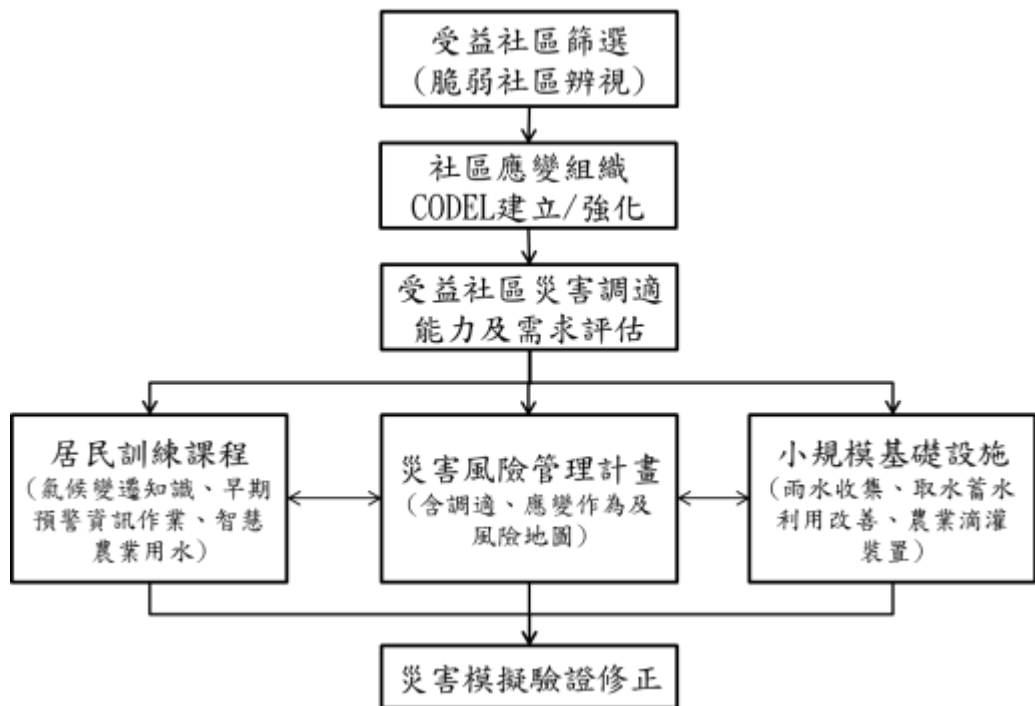 受益社區篩選
(脆弱社區辨視)
社區應變組織
CODEL建立/強化
受益社區災害調適
能力及需求評估
居民訓練課程
(氣候變遷知識、早期
預警資訊作業、智慧
農業用水)
災害風險管理計畫
(含調適、應變作為及
風險地圖)
小規模基礎設施
(雨水收集、取水蓄水
利用改善、農業滴灌
裝置)
災害模擬驗證修正